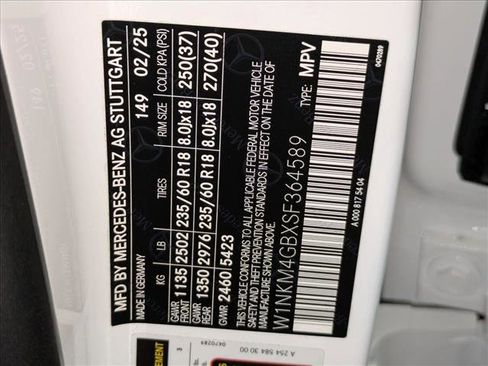 MFD BY MERCEDES-BENZ AG STUTTGART
MADE IN GERMANY 149 02/25
KG LB TIRES RIM SIZE COLD KPA(PSI)
GAWR FRONT 1135 2502 235/60 R18 8.0Jx18 250(37)
GAWR REAR 1350 2976 235/60 R18 8.0Jx18 270(40)
GVWR 2460 5423
THIS VEHICLE CONFORMS TO ALL APPLICABLE FEDERAL MOTOR VEHICLE
SAFETY/THEFT PREVENTION STANDARDS IN EFFECT ON THE DATE
OF MANUFACTURE SHOWN ABOVE
TYPE: MPV
W1NKM4GBXSF364589
A 000 817 54 04
0470289
A 254 584 30 00
0470289
3